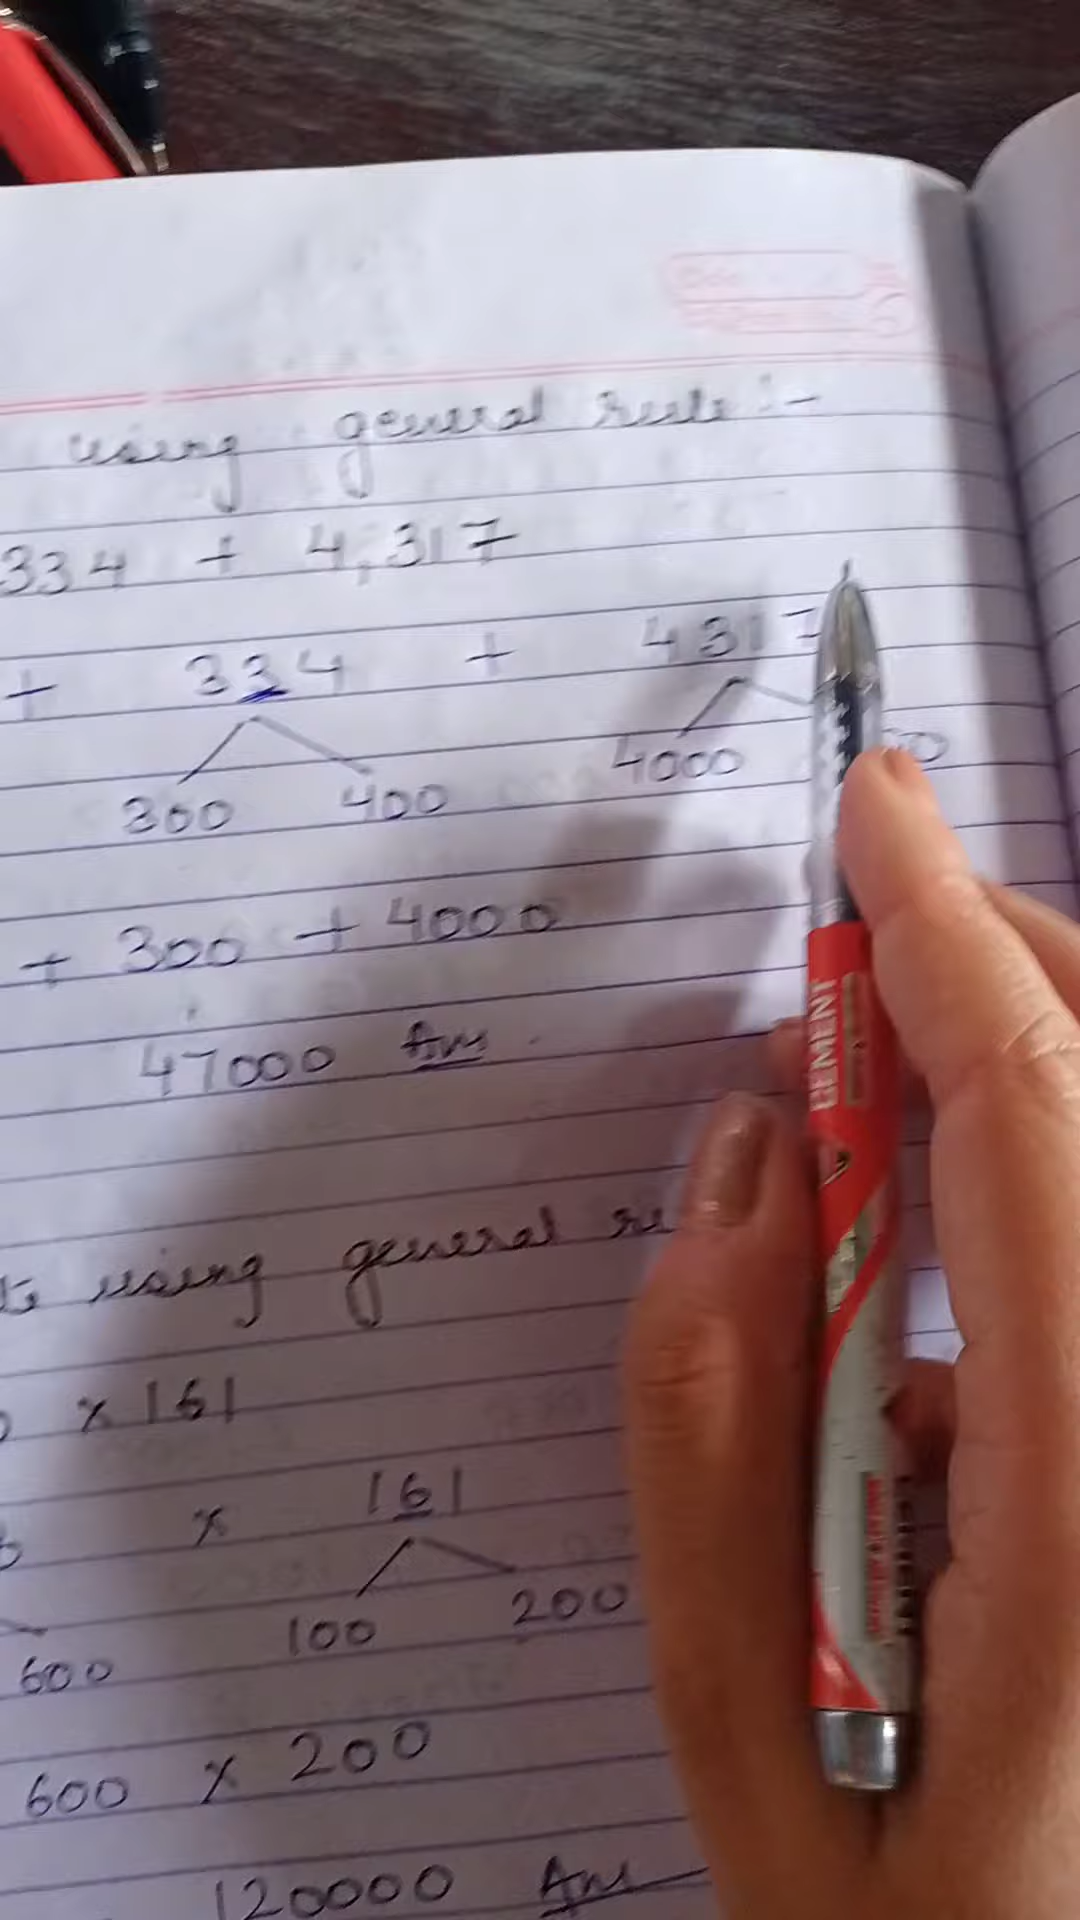 using general rule :-
334 + 4,317
+ 334 + 4317
300 400 4000
+ 300 + 4000
47000 Ans
using general
x 161
x 161
100 200
600
600 x 200
120000 Ans
CEMENT